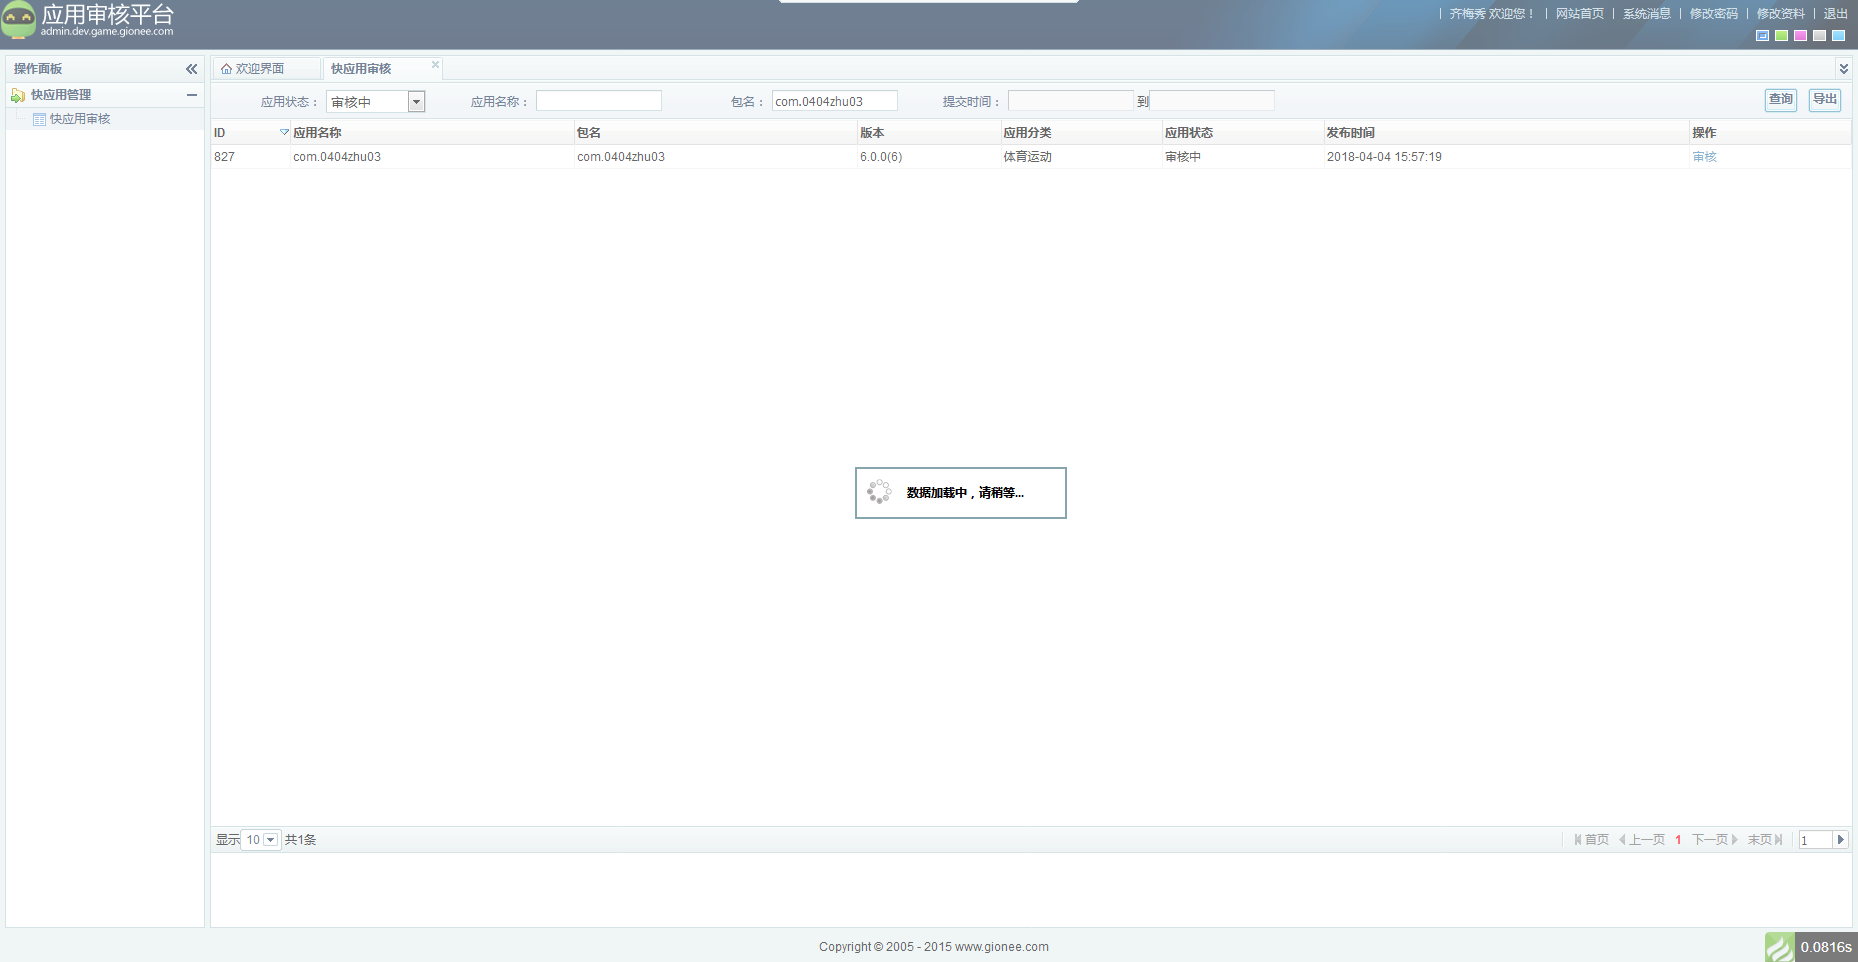 应用审核平台
admin.dev.game.gionee.com
齐梅秀 欢迎您！ | 网站首页 | 系统消息 | 修改密码 | 修改资料 | 退出
操作面板
快应用管理
快应用审核
欢迎界面 快应用审核
应用状态： 审核中 应用名称： 包名： com.0404zhu03 提交时间： 到 查询 导出
ID 应用名称 包名 版本 应用分类 应用状态 发布时间 操作
827 com.0404zhu03 com.0404zhu03 6.0.0(6) 体育运动 审核中 2018-04-04 15:57:19 审核
数据加载中，请稍等...
显示 10 共1条 首页 上一页 1 下一页 末页 1
Copyright © 2005 - 2015 www.gionee.com
0.0816s